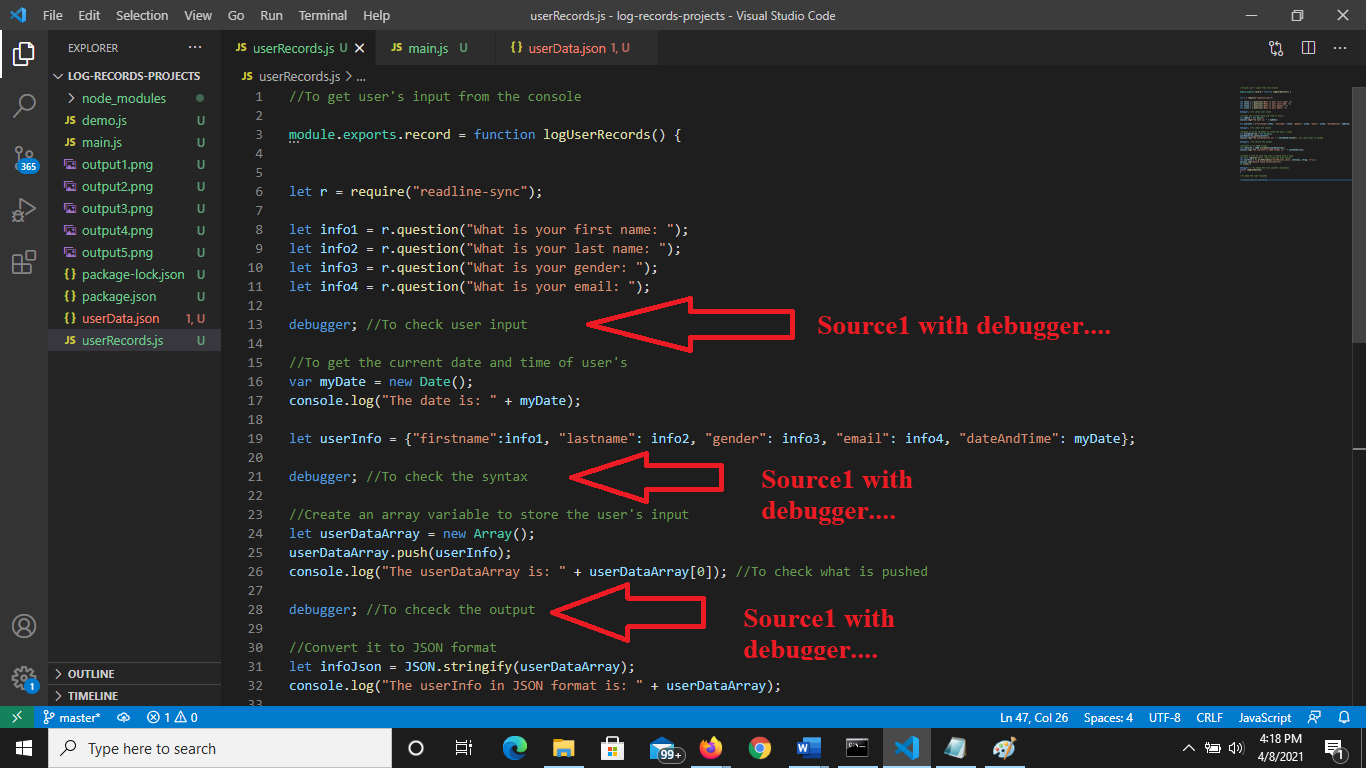 File Edit Selection View Go Run Terminal Help
userRecords.js - log-records-projects - Visual Studio Code
EXPLORER
LOG-RECORDS-PROJECTS
node_modules
JS demo.js U
JS main.js U
output1.png U
output2.png U
output3.png U
output4.png U
output5.png U
{} package-lock.json U
{} package.json U
{} userData.json 1, U
JS userRecords.js U
OUTLINE
TIMELINE
365
1
JS userRecords.js U
JS main.js U
{} userData.json 1, U
JS userRecords.js > ...
1 //To get user's input from the console
2
3 module.exports.record = function logUserRecords() {
4
5
6 let r = require("readline-sync");
7
8 let info1 = r.question("What is your first name: ");
9 let info2 = r.question("What is your last name: ");
10 let info3 = r.question("What is your gender: ");
11 let info4 = r.question("What is your email: ");
12
13 debugger; //To check user input
Source1 with debugger....
14
15 //To get the current date and time of user's
16 var myDate = new Date();
17 console.log("The date is: " + myDate);
18
19 let userInfo = {"firstname":info1, "lastname": info2, "gender": info3, "email": info4, "dateAndTime": myDate};
20
21 debugger; //To check the syntax
Source1 with
debugger....
22
23 //Create an array variable to store the user's input
24 let userDataArray = new Array();
25 userDataArray.push(userInfo);
26 console.log("The userDataArray is: " + userDataArray[0]); //To check what is pushed
27
28 debugger; //To chceck the output
Source1 with
debugger....
29
30 //Convert it to JSON format
31 let infoJson = JSON.stringify(userDataArray);
32 console.log("The userInfo in JSON format is: " + userDataArray);
33
master* 1 0
Ln 47, Col 26 Spaces: 4 UTF-8 CRLF JavaScript
Type here to search
99+
4:18 PM
4/8/2021
1